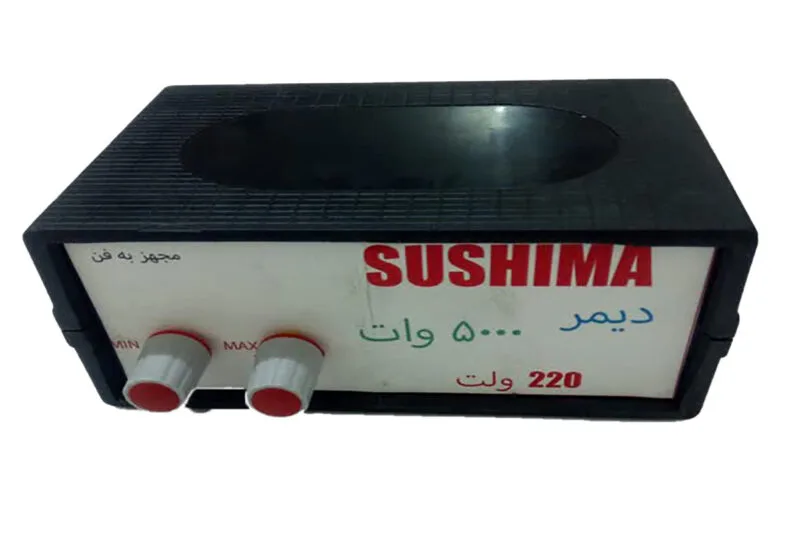 مجهز به فن
SUSHIMA
دیمر
۵۰۰۰ وات
MIN
MAX
220 ولت